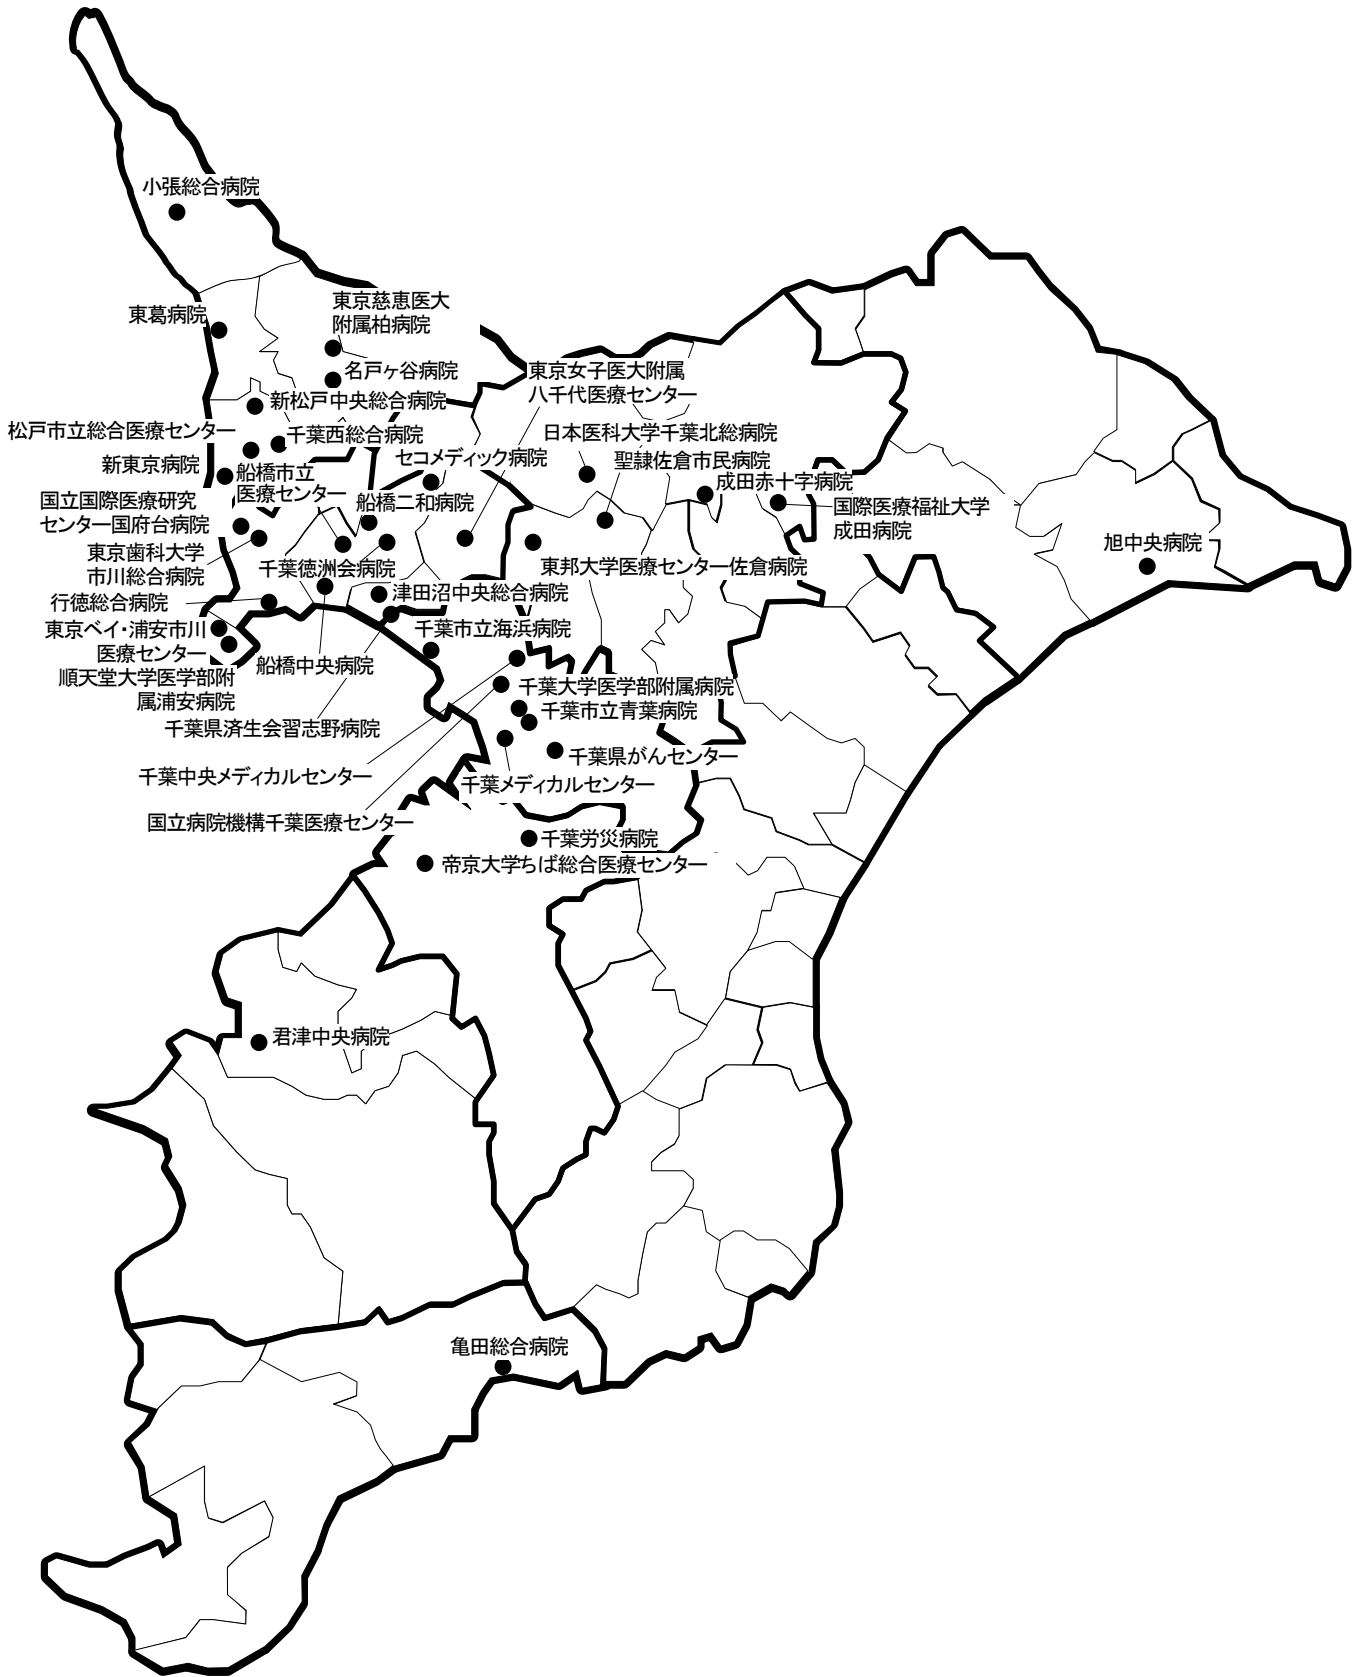 小張総合病院
東葛病院
東京慈恵医大
附属柏病院
名戸ヶ谷病院
新松戸中央総合病院
松戸市立総合医療センター
千葉西総合病院
新東京病院
船橋市立
医療センター
セコメディック病院
船橋二和病院
国立国際医療研究
センター国府台病院
東京歯科大学
市川総合病院
千葉徳洲会病院
行徳総合病院
東京ベイ・浦安市川
医療センター
順天堂大学医学部附
属浦安病院
船橋中央病院
千葉県済生会習志野病院
千葉中央メディカルセンター
国立病院機構千葉医療センター
東京女子医大附属
八千代医療センター
日本医科大学千葉北総病院
聖隷佐倉市民病院
成田赤十字病院
国際医療福祉大学
成田病院
旭中央病院
東邦大学医療センター佐倉病院
津田沼中央総合病院
千葉市立海浜病院
千葉大学医学部附属病院
千葉市立青葉病院
千葉県がんセンター
千葉メディカルセンター
千葉労災病院
帝京大学ちば総合医療センター
君津中央病院
亀田総合病院